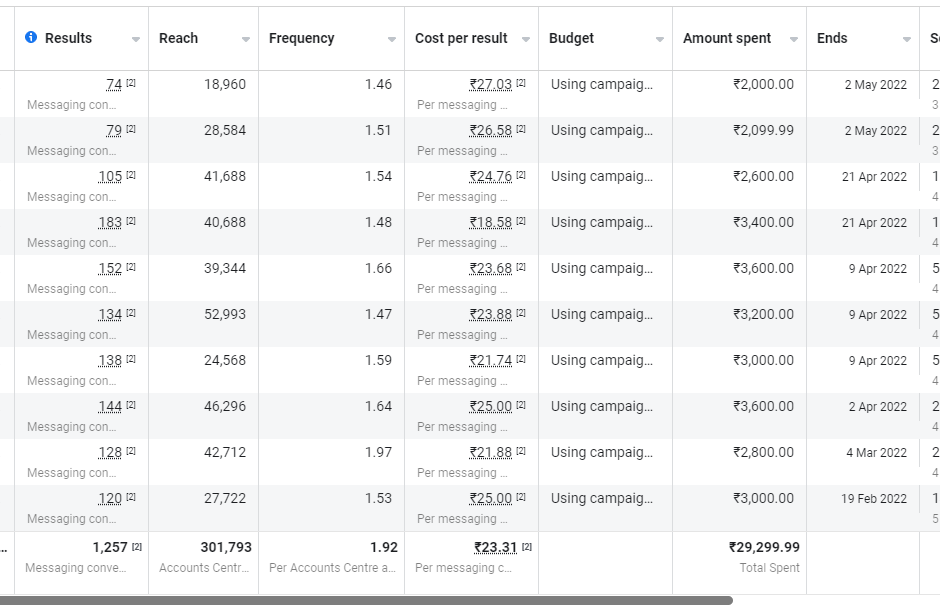 Results Reach Frequency Cost per result Budget Amount spent Ends
74 [2] 18,960 1.46 ₹27.03 [2] Using campaig... ₹2,000.00 2 May 2022 2
Messaging con... Per messaging ... 3
79 [2] 28,584 1.51 ₹26.58 [2] Using campaig... ₹2,099.99 2 May 2022 2
Messaging con... Per messaging ... 3
105 [2] 41,688 1.54 ₹24.76 [2] Using campaig... ₹2,600.00 21 Apr 2022 1
Messaging con... Per messaging ... 4
183 [2] 40,688 1.48 ₹18.58 [2] Using campaig... ₹3,400.00 21 Apr 2022 1
Messaging con... Per messaging ... 4
152 [2] 39,344 1.66 ₹23.68 [2] Using campaig... ₹3,600.00 9 Apr 2022 5
Messaging con... Per messaging ... 4
134 [2] 52,993 1.47 ₹23.88 [2] Using campaig... ₹3,200.00 9 Apr 2022 5
Messaging con... Per messaging ... 4
138 [2] 24,568 1.59 ₹21.74 [2] Using campaig... ₹3,000.00 9 Apr 2022 5
Messaging con... Per messaging ... 4
144 [2] 46,296 1.64 ₹25.00 [2] Using campaig... ₹3,600.00 2 Apr 2022 2
Messaging con... Per messaging ... 4
128 [2] 42,712 1.97 ₹21.88 [2] Using campaig... ₹2,800.00 4 Mar 2022 2
Messaging con... Per messaging ... 4
120 [2] 27,722 1.53 ₹25.00 [2] Using campaig... ₹3,000.00 19 Feb 2022 1
Messaging con... Per messaging ... 5
... 1,257 [2] 301,793 1.92 ₹23.31 [2] ₹29,299.99
Messaging conve... Accounts Centr... Per Accounts Centre a... Per messaging c... Total Spent